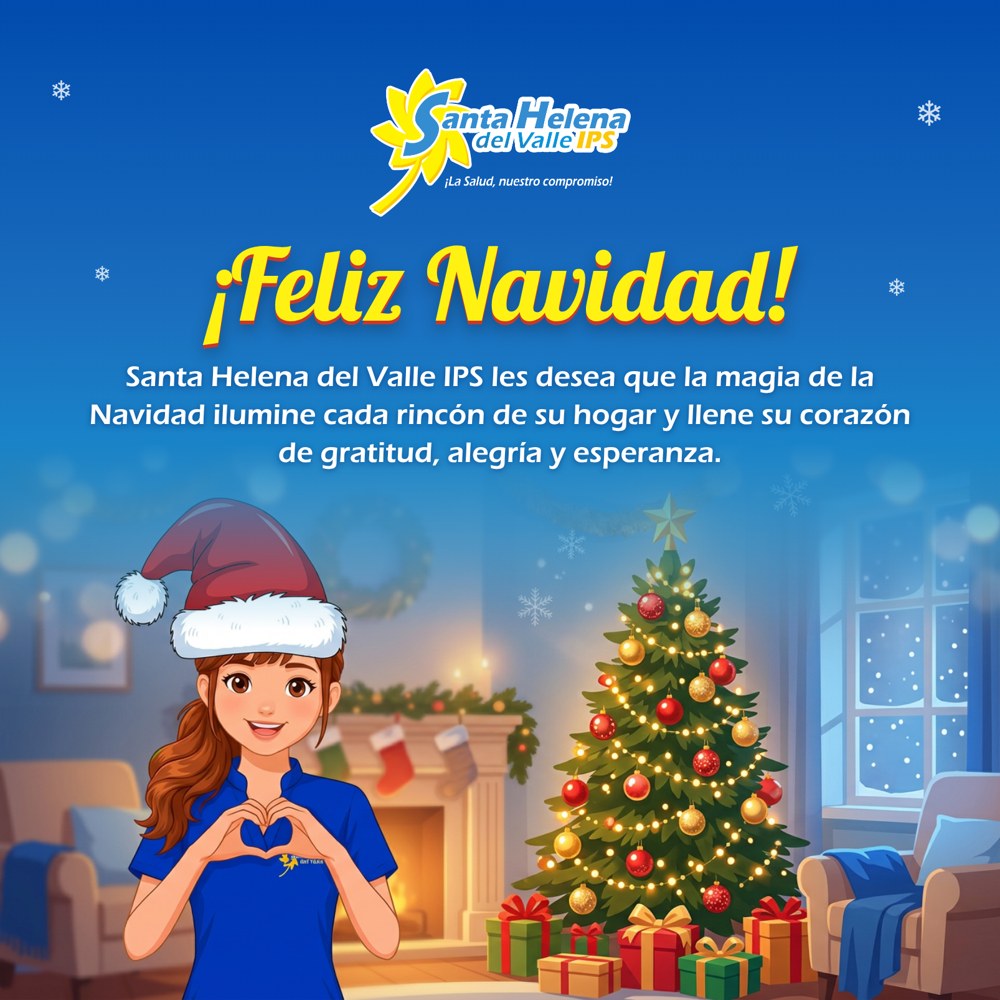 Santa Helena
del Valle IPS
¡La Salud, nuestro compromiso!
¡Feliz Navidad!
Santa Helena del Valle IPS les desea que la magia de la
Navidad ilumine cada rincón de su hogar y llene su corazón
de gratitud, alegría y esperanza.